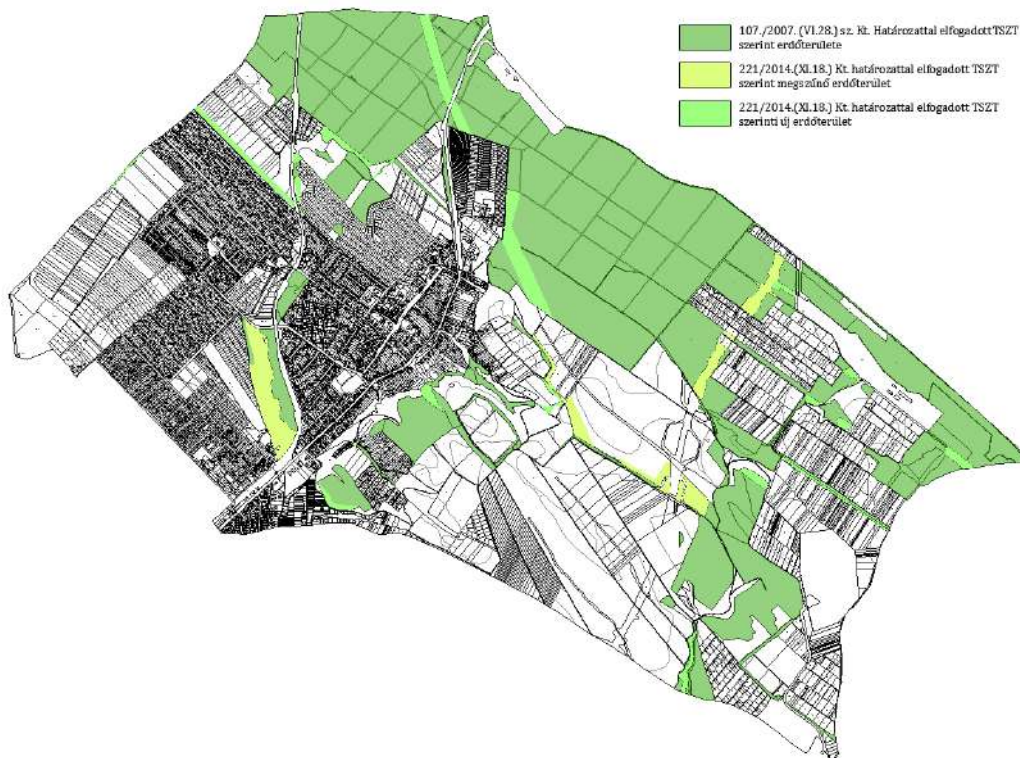 107./2007. (VI.28.) sz. Kt. Határozattal elfogadott TSZT
szerint erdőterülete
221/2014.(XI.18.) Kt. határozattal elfogadott TSZT
szerint megszűnő erdőterület
221/2014.(XI.18.) Kt. határozattal elfogadott TSZT
szerinti új erdőterület